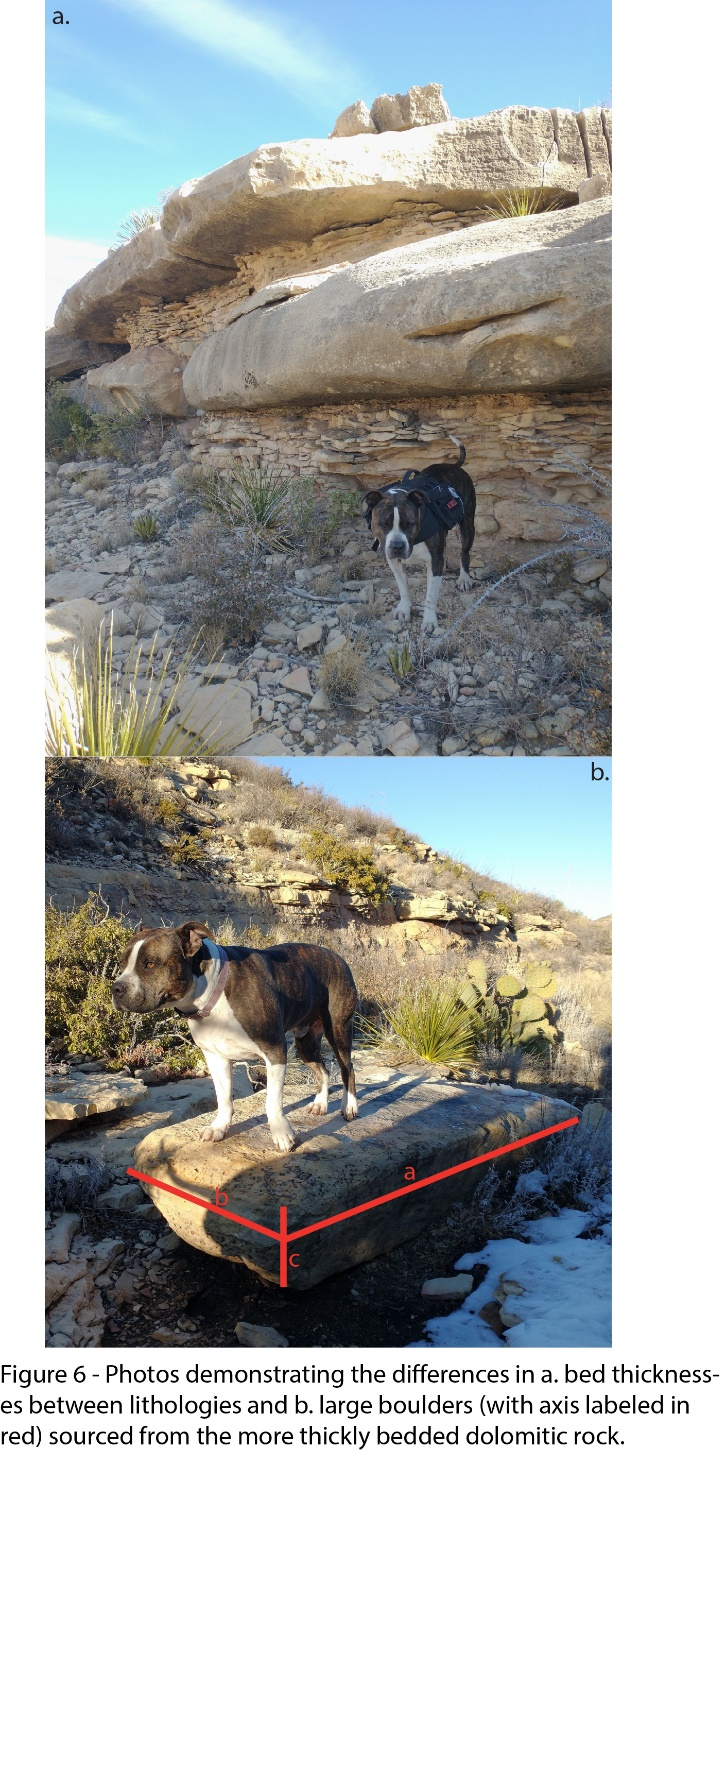 a.
b.
a
b
c
Figure 6 - Photos demonstrating the differences in a. bed thickness-
es between lithologies and b. large boulders (with axis labeled in
red) sourced from the more thickly bedded dolomitic rock.